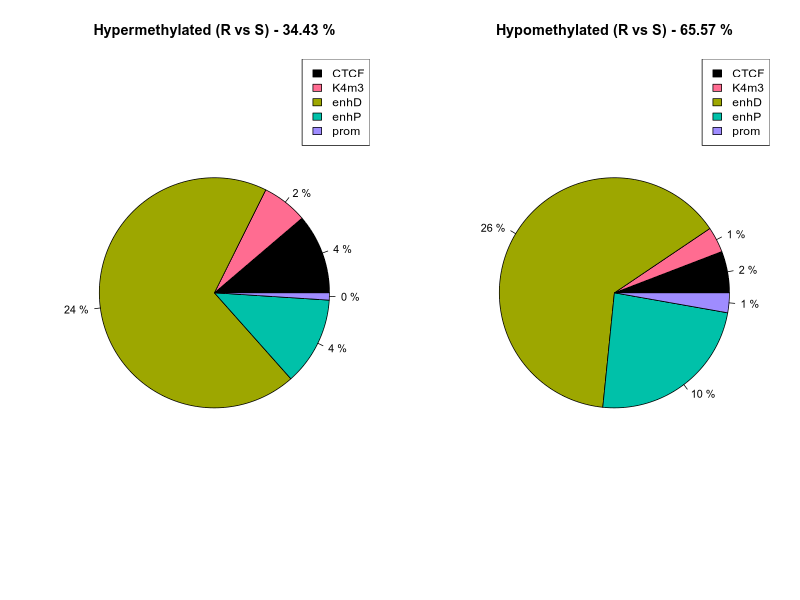 Hypermethylated (R vs S) - 34.43 %
CTCF
K4m3
enhD
enhP
prom
2 %
4 %
0 %
4 %
24 %
Hypomethylated (R vs S) - 65.57 %
CTCF
K4m3
enhD
enhP
prom
26 %
1 %
2 %
1 %
10 %